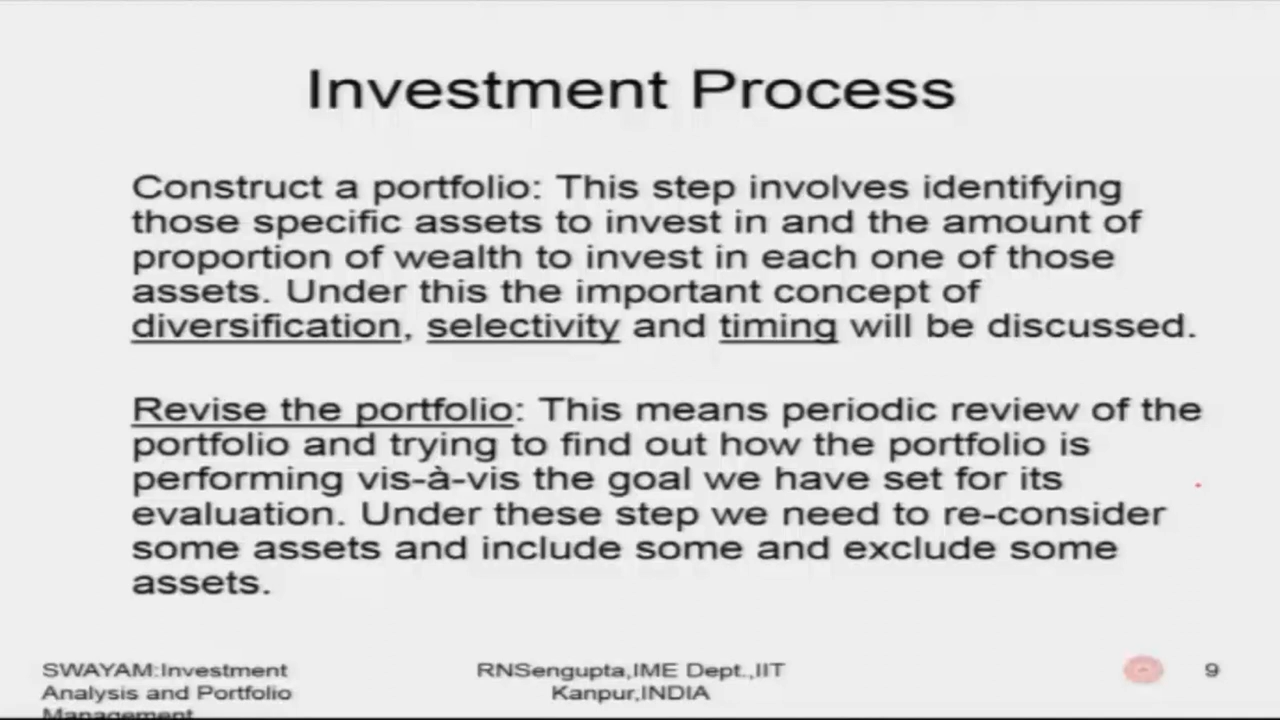 Investment Process
Construct a portfolio: This step involves identifying
those specific assets to invest in and the amount of
proportion of wealth to invest in each one of those
assets. Under this the important concept of
diversification, selectivity and timing will be discussed.
Revise the portfolio: This means periodic review of the
portfolio and trying to find out how the portfolio is
performing vis-à-vis the goal we have set for its
evaluation. Under these step we need to re-consider
some assets and include some and exclude some
assets.
SWAYAM:Investment
Analysis and Portfolio
Management
RNSengupta,IME Dept.,IIT
Kanpur,INDIA
9